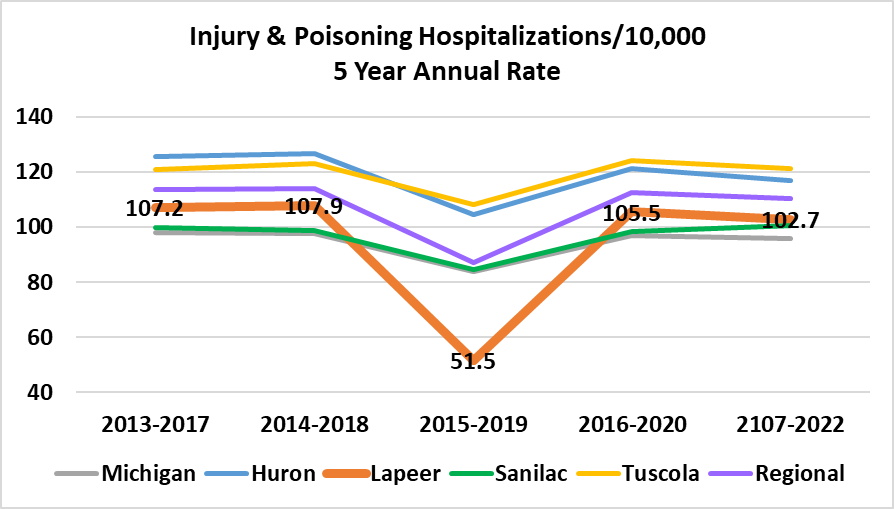 Injury & Poisoning Hospitalizations/10,000
5 Year Annual Rate
140
120
100
80
60
40
107.2
107.9
51.5
105.5
102.7
2013-2017 2014-2018 2015-2019 2016-2020 2107-2022
Michigan Huron Lapeer Sanilac Tuscola Regional